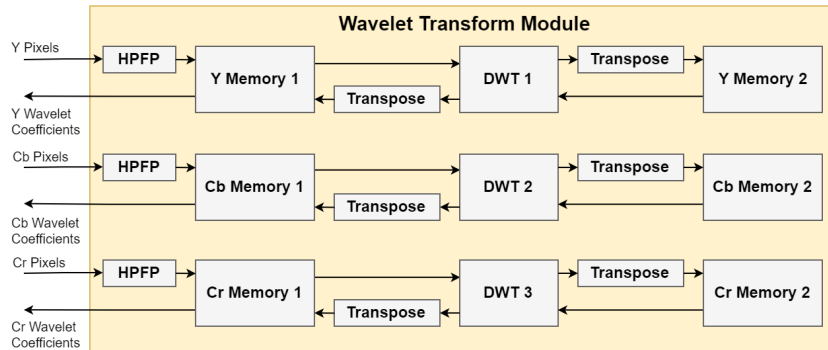 Wavelet Transform Module
Y Pixels
HPFP
Y Memory 1
DWT 1
Transpose
Y Memory 2
Transpose
Y Wavelet
Coefficients
Cb Pixels
HPFP
Cb Memory 1
DWT 2
Transpose
Cb Memory 2
Transpose
Cb Wavelet
Coefficients
Cr Pixels
HPFP
Cr Memory 1
DWT 3
Transpose
Cr Memory 2
Transpose
Cr Wavelet
Coefficients